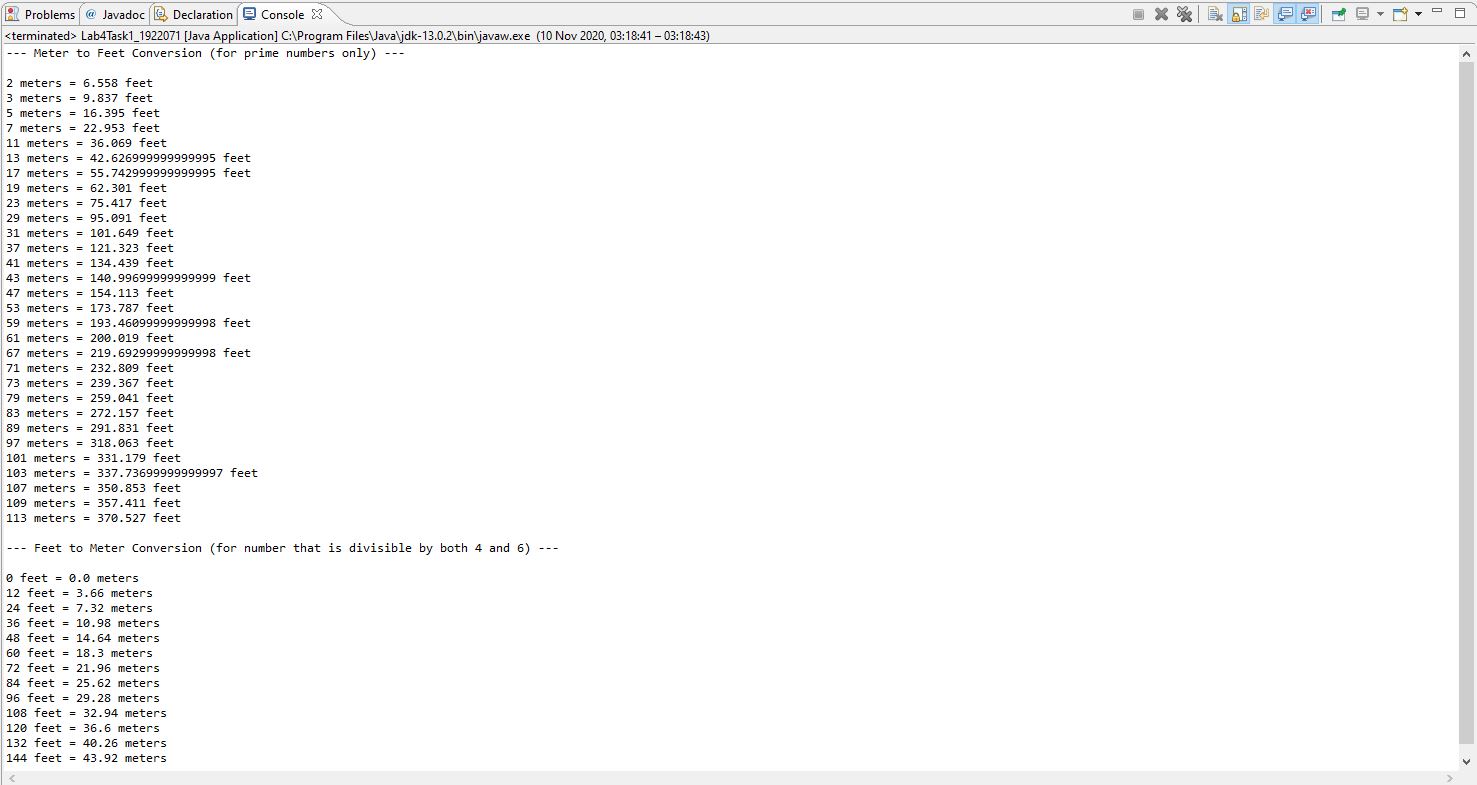 Problems @ Javadoc Declaration Console
<terminated> Lab4Task1_1922071 [Java Application] C:\Program Files\Java\jdk-13.0.2\bin\javaw.exe (10 Nov 2020, 03:18:41 – 03:18:43)
--- Meter to Feet Conversion (for prime numbers only) ---
2 meters = 6.558 feet
3 meters = 9.837 feet
5 meters = 16.395 feet
7 meters = 22.953 feet
11 meters = 36.069 feet
13 meters = 42.626999999999995 feet
17 meters = 55.742999999999995 feet
19 meters = 62.301 feet
23 meters = 75.417 feet
29 meters = 95.091 feet
31 meters = 101.649 feet
37 meters = 121.323 feet
41 meters = 134.439 feet
43 meters = 140.99699999999999 feet
47 meters = 154.113 feet
53 meters = 173.787 feet
59 meters = 193.46099999999998 feet
61 meters = 200.019 feet
67 meters = 219.69299999999998 feet
71 meters = 232.809 feet
73 meters = 239.367 feet
79 meters = 259.041 feet
83 meters = 272.157 feet
89 meters = 291.831 feet
97 meters = 318.063 feet
101 meters = 331.179 feet
103 meters = 337.73699999999997 feet
107 meters = 350.853 feet
109 meters = 357.411 feet
113 meters = 370.527 feet
--- Feet to Meter Conversion (for number that is divisible by both 4 and 6) ---
0 feet = 0.0 meters
12 feet = 3.66 meters
24 feet = 7.32 meters
36 feet = 10.98 meters
48 feet = 14.64 meters
60 feet = 18.3 meters
72 feet = 21.96 meters
84 feet = 25.62 meters
96 feet = 29.28 meters
108 feet = 32.94 meters
120 feet = 36.6 meters
132 feet = 40.26 meters
144 feet = 43.92 meters